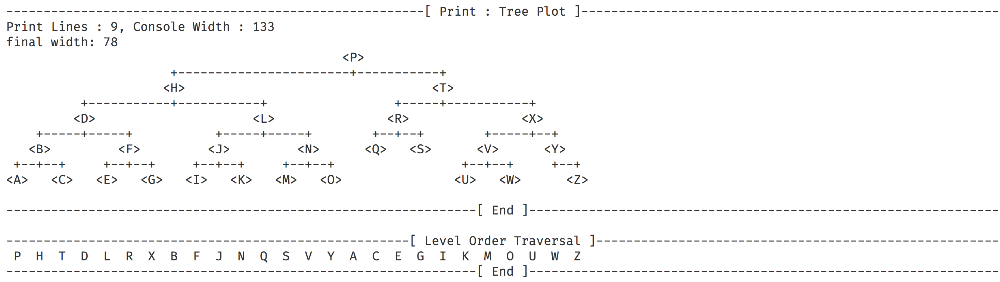 --------------------------------------------------------[ Print : Tree Plot ]--------------------------------------------------------
Print Lines : 9, Console Width : 133
final width: 78
                                             <P>
                      +-----------------------+-----------+
                     <H>                                 <T>
          +-----------+-----------+                 +-----+-----------+
         <D>                     <L>               <R>               <X>
    +-----+-----+           +-----+-----+        +--+--+        +-----+--+
   <B>         <F>         <J>         <N>      <Q>   <S>      <V>      <Y>
 +--+--+     +--+--+     +--+--+     +--+--+                 +--+--+     +--+
<A>   <C>   <E>   <G>   <I>   <K>   <M>   <O>               <U>   <W>      <Z>
---------------------------------------------------------------[ End ]---------------------------------------------------------------
------------------------------------------------------[ Level Order Traversal ]------------------------------------------------------
 P  H  T  D  L  R  X  B  F  J  N  Q  S  V  Y  A  C  E  G  I  K  M  O  U  W  Z
---------------------------------------------------------------[ End ]---------------------------------------------------------------